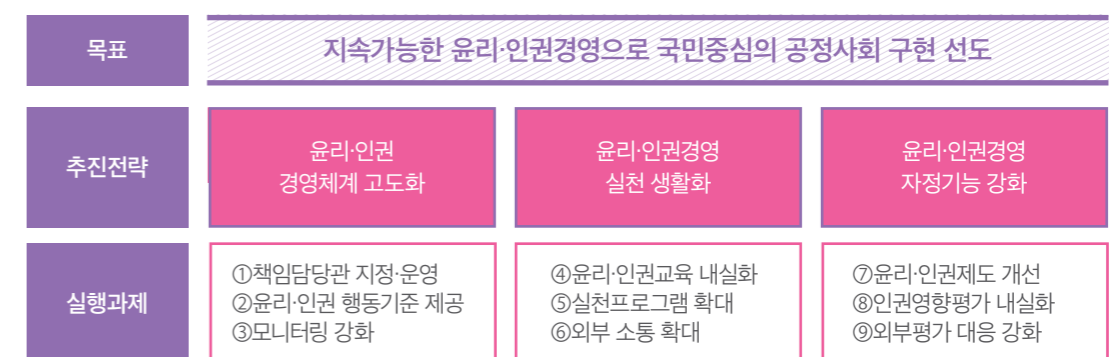 목표
지속가능한 윤리·인권경영으로 국민중심의 공정사회 구현 선도
추진전략
윤리·인권
경영체계 고도화
윤리·인권경영
실천 생활화
윤리·인권경영
자정기능 강화
실행과제
①책임담당관 지정·운영
②윤리·인권 행동기준 제공
③모니터링 강화
④윤리·인권교육 내실화
⑤실천프로그램 확대
⑥외부 소통 확대
⑦윤리·인권제도 개선
⑧인권영향평가 내실화
⑨외부평가 대응 강화